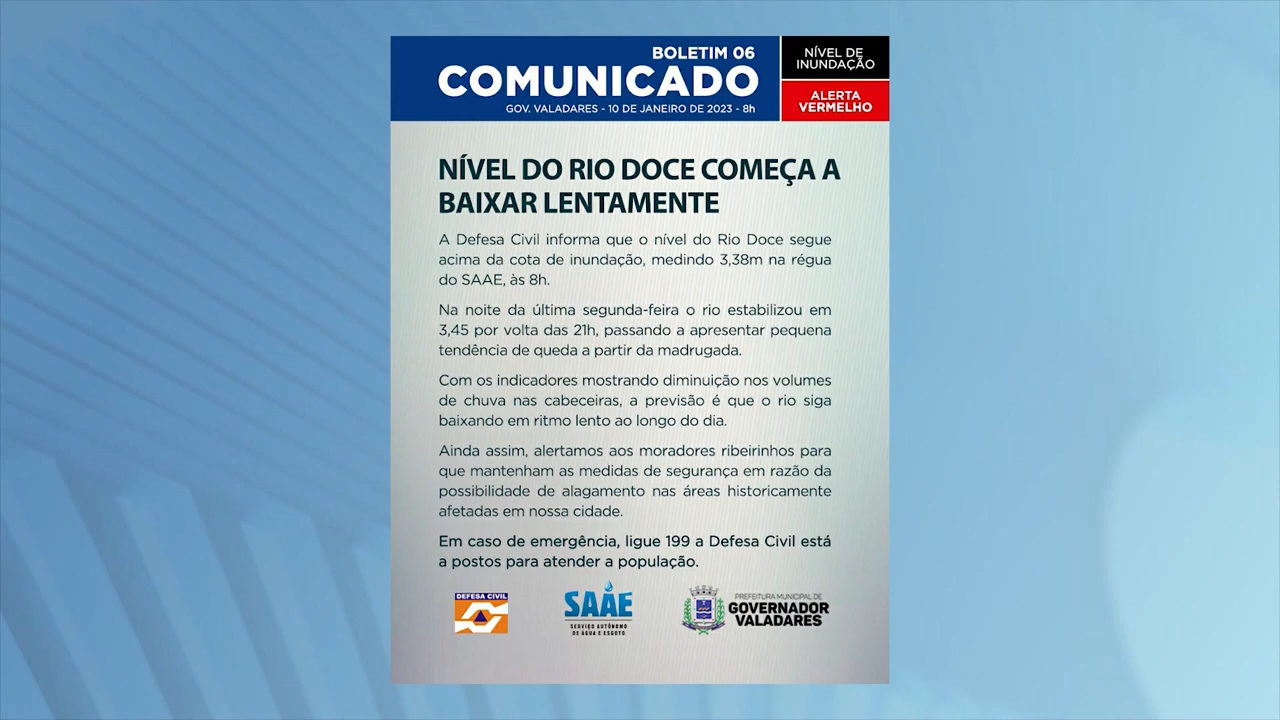 BOLETIM 06
COMUNICADO
GOV. VALADARES - 10 DE JANEIRO DE 2023 - 8h
NÍVEL DE
INUNDAÇÃO
ALERTA
VERMELHO
NÍVEL DO RIO DOCE COMEÇA A
BAIXAR LENTAMENTE
A Defesa Civil informa que o nível do Rio Doce segue
acima da cota de inundação, medindo 3,38m na régua
do SAAE, às 8h.
Na noite da última segunda-feira o rio estabilizou em
3,45 por volta das 21h, passando a apresentar pequena
tendência de queda a partir da madrugada.
Com os indicadores mostrando diminuição nos volumes
de chuva nas cabeceiras, a previsão é que o rio siga
baixando em ritmo lento ao longo do dia.
Ainda assim, alertamos aos moradores ribeirinhos para
que mantenham as medidas de segurança em razão da
possibilidade de alagamento nas áreas historicamente
afetadas em nossa cidade.
Em caso de emergência, ligue 199 a Defesa Civil está
a postos para atender a população.
DEFESA CIVIL
SAAE
SERVIÇO AUTÔNOMO
DE ÁGUA E ESGOTO
PREFEITURA MUNICIPAL DE
GOVERNADOR
VALADARES